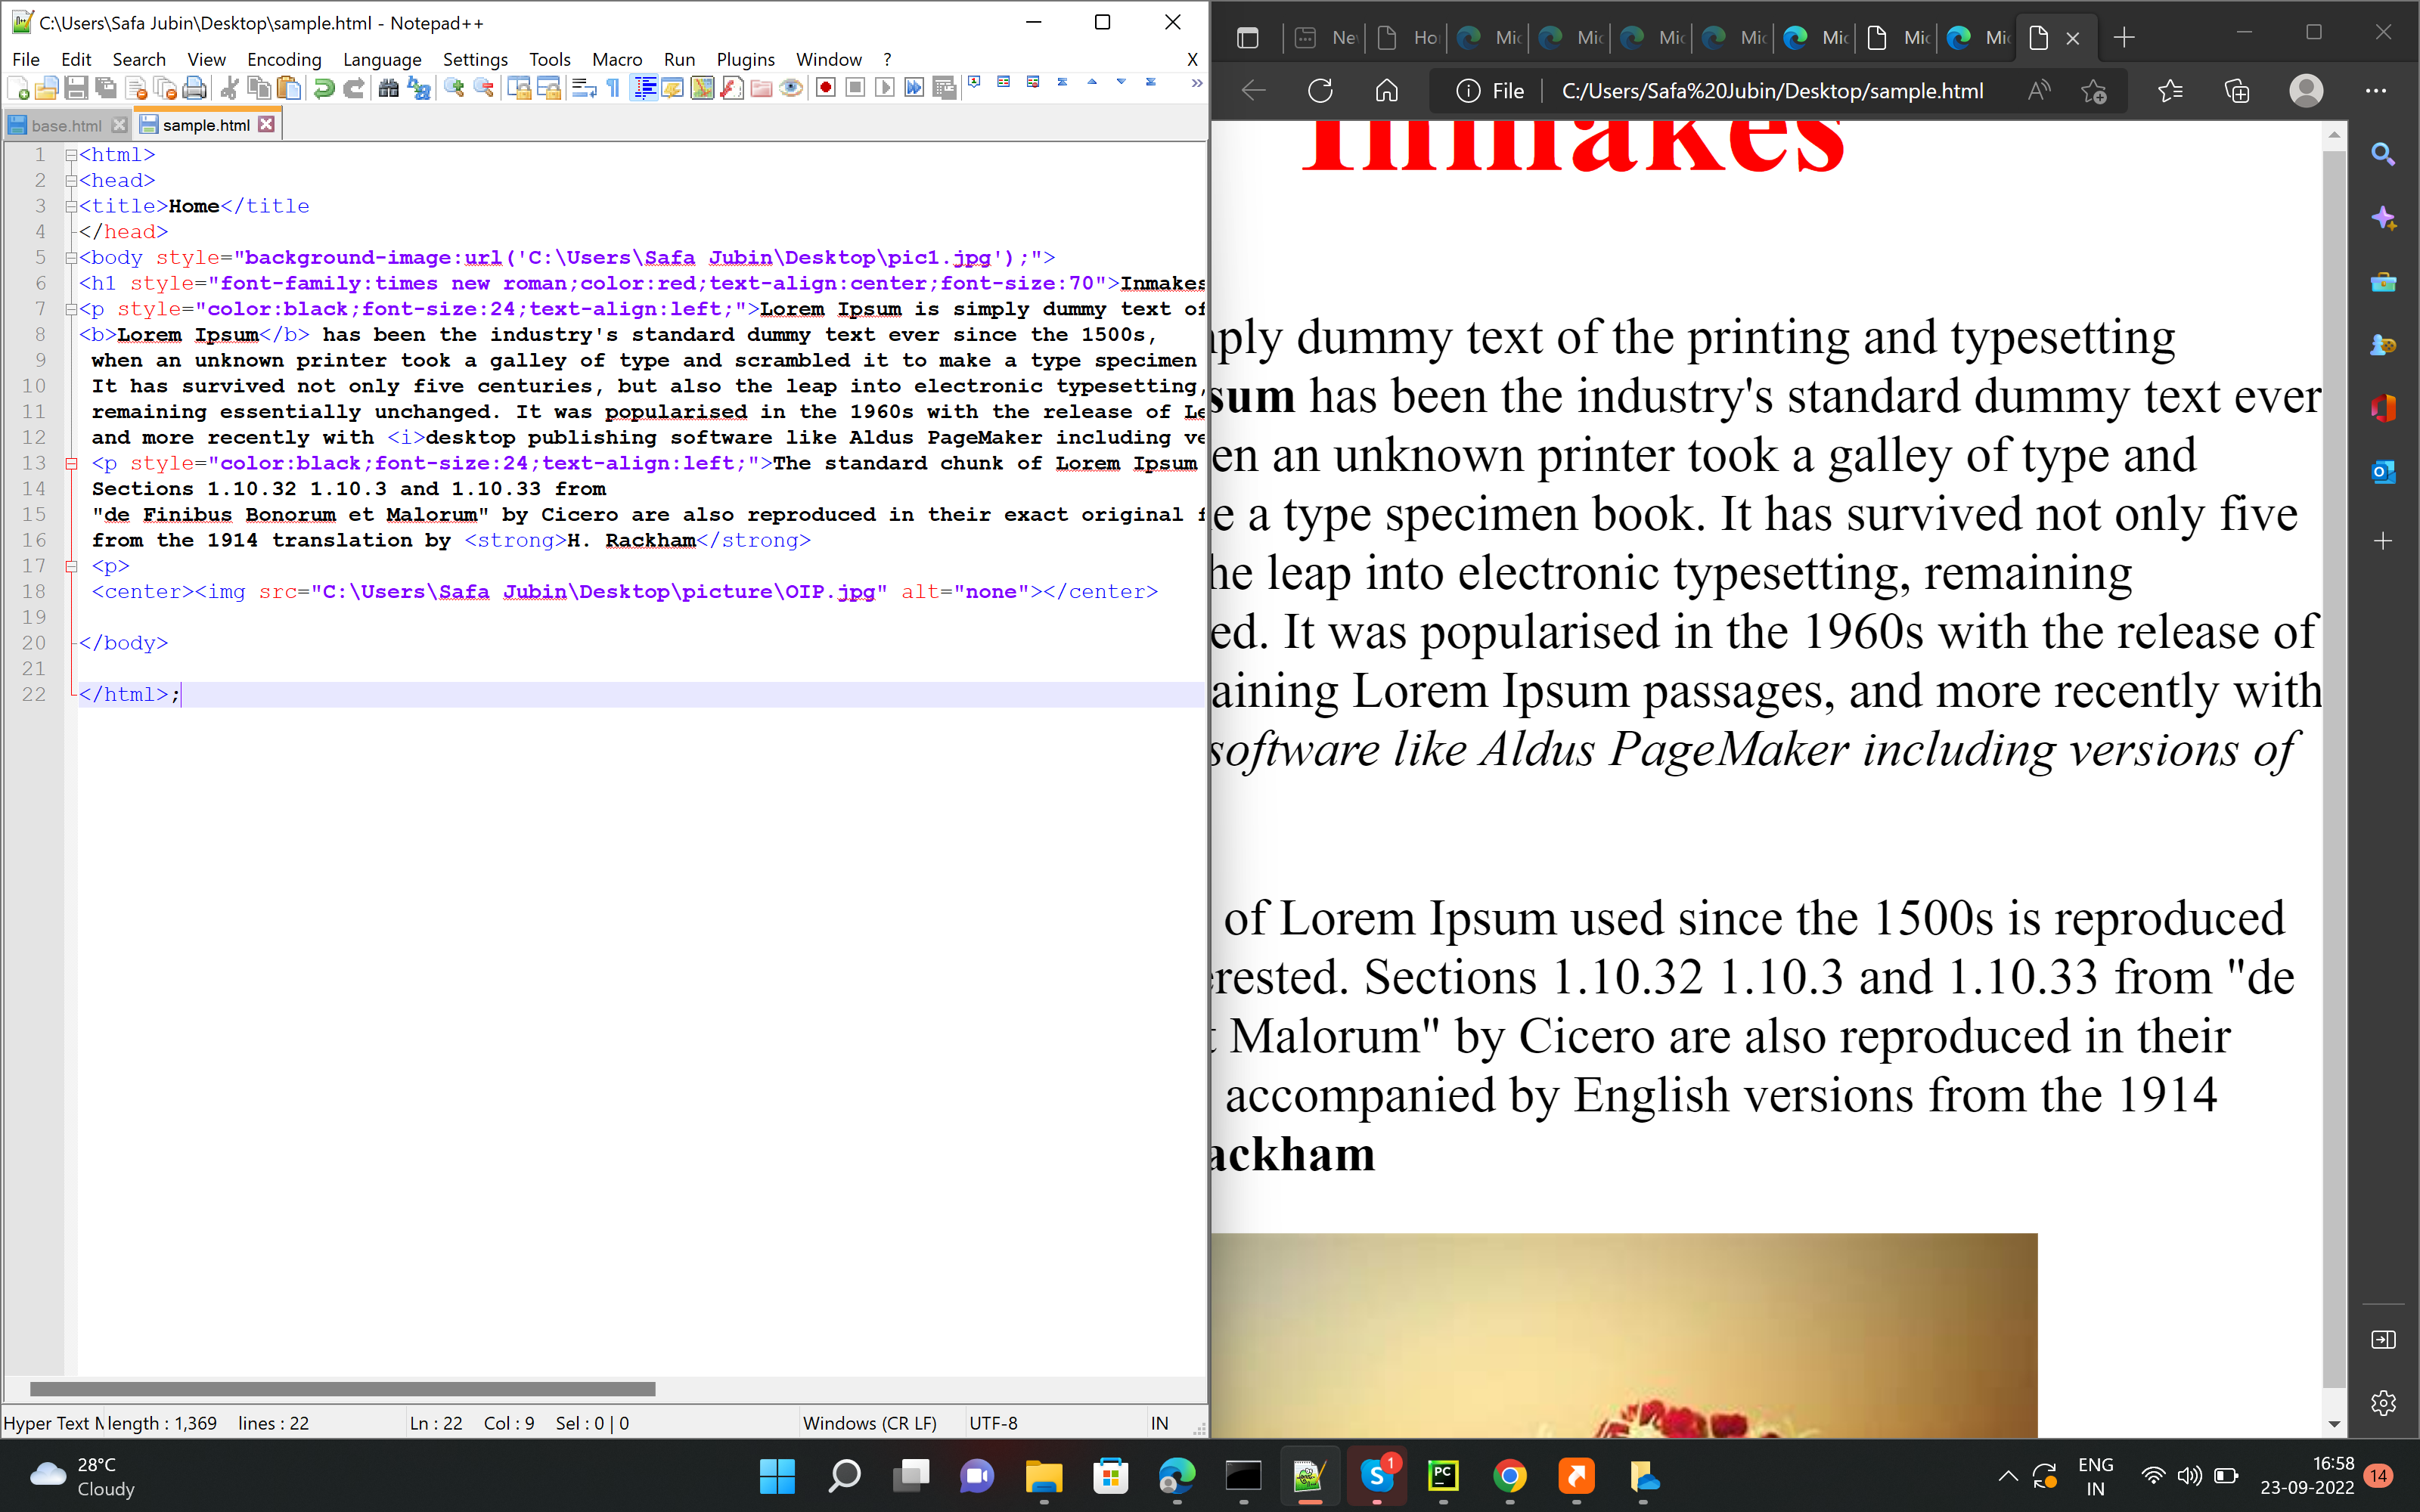 C:\Users\Safa Jubin\Desktop\sample.html - Notepad++
File Edit Search View Encoding Language Settings Tools Macro Run Plugins Window ? X
base.html sample.html
1 <html>
2 <head>
3 <title>Home</title
4 </head>
5 <body style="background-image:url('C:\Users\Safa Jubin\Desktop\pic1.jpg');">
6 <h1 style="font-family:times new roman;color:red;text-align:center;font-size:70">Inmakes
7 <p style="color:black;font-size:24;text-align:left;">Lorem Ipsum is simply dummy text of
8 <b>Lorem Ipsum</b> has been the industry's standard dummy text ever since the 1500s,
9 when an unknown printer took a galley of type and scrambled it to make a type specimen
10 It has survived not only five centuries, but also the leap into electronic typesetting,
11 remaining essentially unchanged. It was popularised in the 1960s with the release of Le
12 and more recently with <i>desktop publishing software like Aldus PageMaker including ve
13 <p style="color:black;font-size:24;text-align:left;">The standard chunk of Lorem Ipsum
14 Sections 1.10.32 1.10.3 and 1.10.33 from
15 "de Finibus Bonorum et Malorum" by Cicero are also reproduced in their exact original f
16 from the 1914 translation by <strong>H. Rackham</strong>
17 <p>
18 <center><img src="C:\Users\Safa Jubin\Desktop\picture\OIP.jpg" alt="none"></center>
19
20 </body>
21
22 </html>;
Hyper Text M length : 1,369 lines : 22 Ln : 22 Col : 9 Sel : 0 | 0 Windows (CR LF) UTF-8 IN
Ne Ho Mic Mic Mic Mic Mic Mic Mic
File C:/Users/Safa%20Jubin/Desktop/sample.html
Inmakes
ply dummy text of the printing and typesetting
sum has been the industry's standard dummy text ever
en an unknown printer took a galley of type and
e a type specimen book. It has survived not only five
he leap into electronic typesetting, remaining
ed. It was popularised in the 1960s with the release of
aining Lorem Ipsum passages, and more recently with
software like Aldus PageMaker including versions of
of Lorem Ipsum used since the 1500s is reproduced
erested. Sections 1.10.32 1.10.3 and 1.10.33 from "de
t Malorum" by Cicero are also reproduced in their
accompanied by English versions from the 1914
ackham
28°C
Cloudy
S 1
PC
ENG
IN
16:58
23-09-2022
14